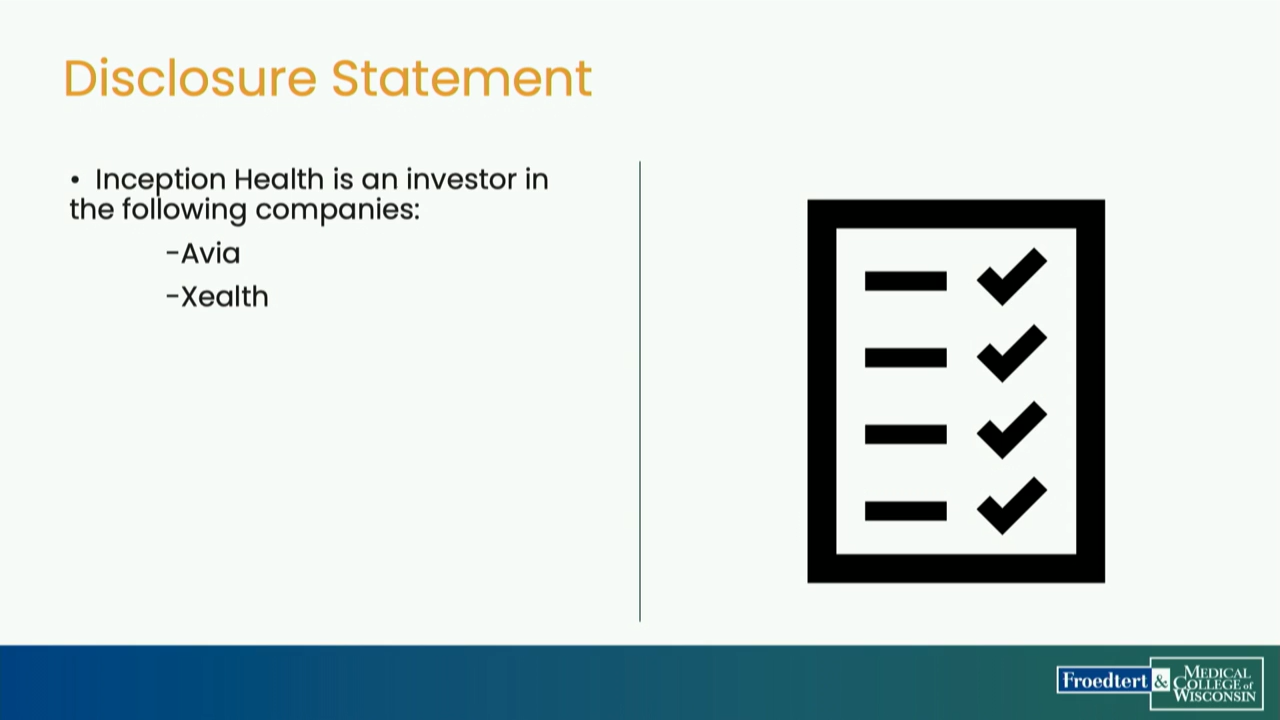 Disclosure Statement
• Inception Health is an investor in
the following companies:
-Avia
-Xealth
Froedtert & MEDICAL
COLLEGE of
WISCONSIN